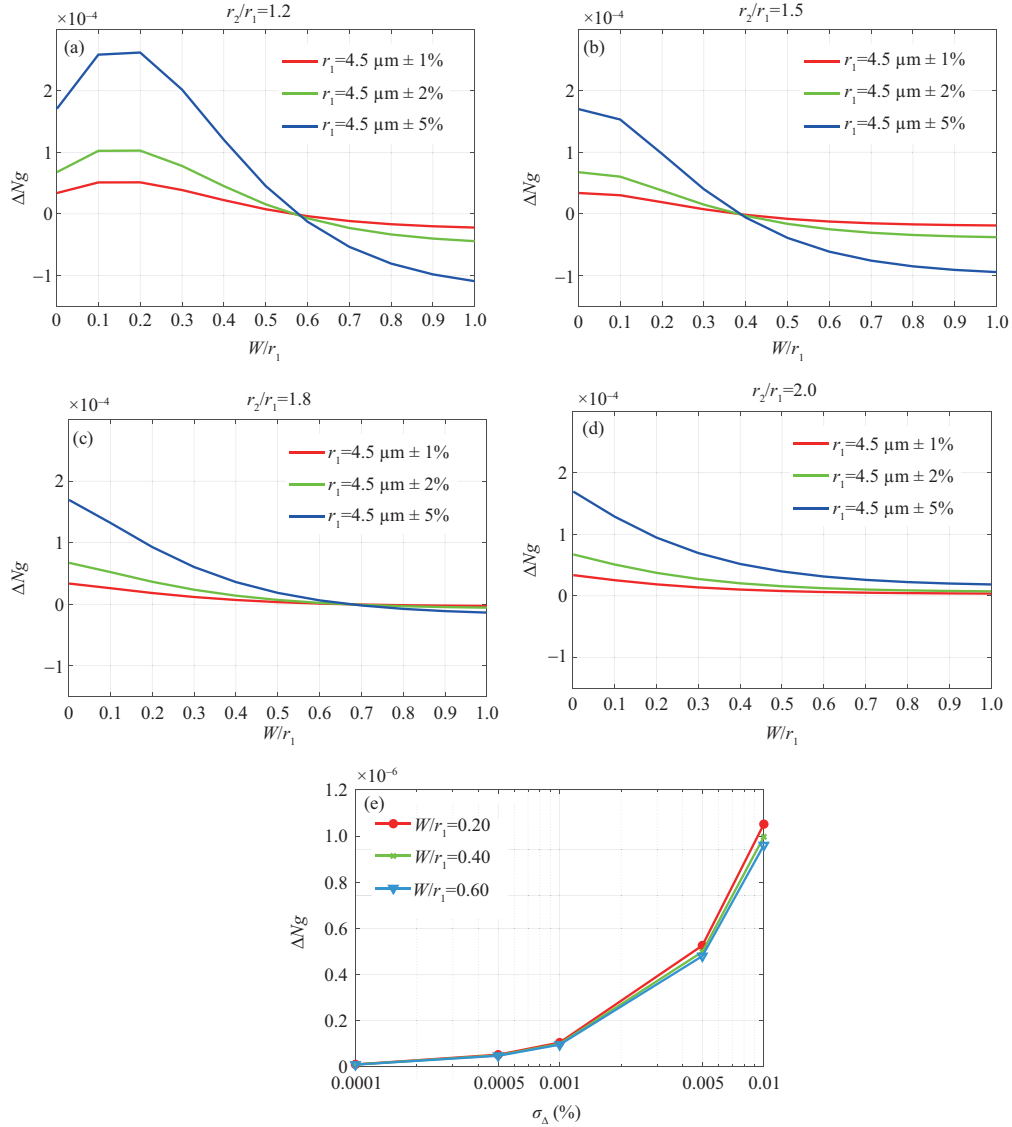 ×10⁻⁴
r₂/r₁=1.2
(a)
r₁=4.5 µm ± 1%
r₁=4.5 µm ± 2%
r₁=4.5 µm ± 5%
2
1
0
−1
ΔNg
0 0.1 0.2 0.3 0.4 0.5 0.6 0.7 0.8 0.9 1.0
W/r₁
×10⁻⁴
r₂/r₁=1.5
(b)
r₁=4.5 µm ± 1%
r₁=4.5 µm ± 2%
r₁=4.5 µm ± 5%
2
1
0
−1
ΔNg
0 0.1 0.2 0.3 0.4 0.5 0.6 0.7 0.8 0.9 1.0
W/r₁
×10⁻⁴
r₂/r₁=1.8
(c)
r₁=4.5 µm ± 1%
r₁=4.5 µm ± 2%
r₁=4.5 µm ± 5%
2
1
0
−1
ΔNg
0 0.1 0.2 0.3 0.4 0.5 0.6 0.7 0.8 0.9 1.0
W/r₁
×10⁻⁴
r₂/r₁=2.0
(d)
r₁=4.5 µm ± 1%
r₁=4.5 µm ± 2%
r₁=4.5 µm ± 5%
2
1
0
−1
ΔNg
0 0.1 0.2 0.3 0.4 0.5 0.6 0.7 0.8 0.9 1.0
W/r₁
×10⁻⁶
(e)
W/r₁=0.20
W/r₁=0.40
W/r₁=0.60
1.2
1.0
0.8
0.6
0.4
0.2
0
ΔNg
0.0001 0.0005 0.001 0.005 0.01
σ_Δ (%)